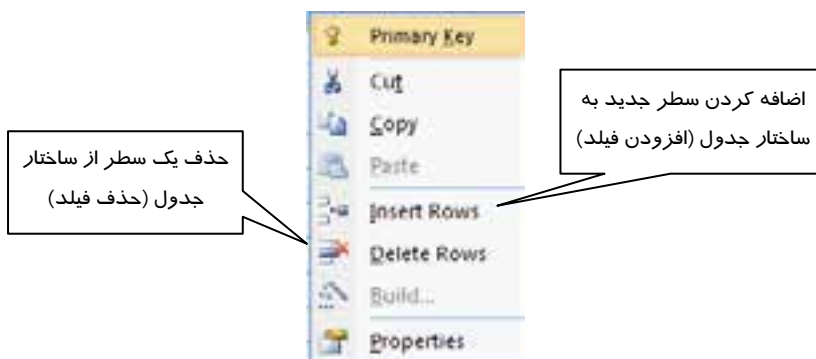 Primary Key
Cut
Copy
Paste
Insert Rows
Delete Rows
Build...
Properties
اضافه کردن سطر جدید به
ساختار جدول (افزودن فیلد)
حذف یک سطر از ساختار
جدول (حذف فیلد)